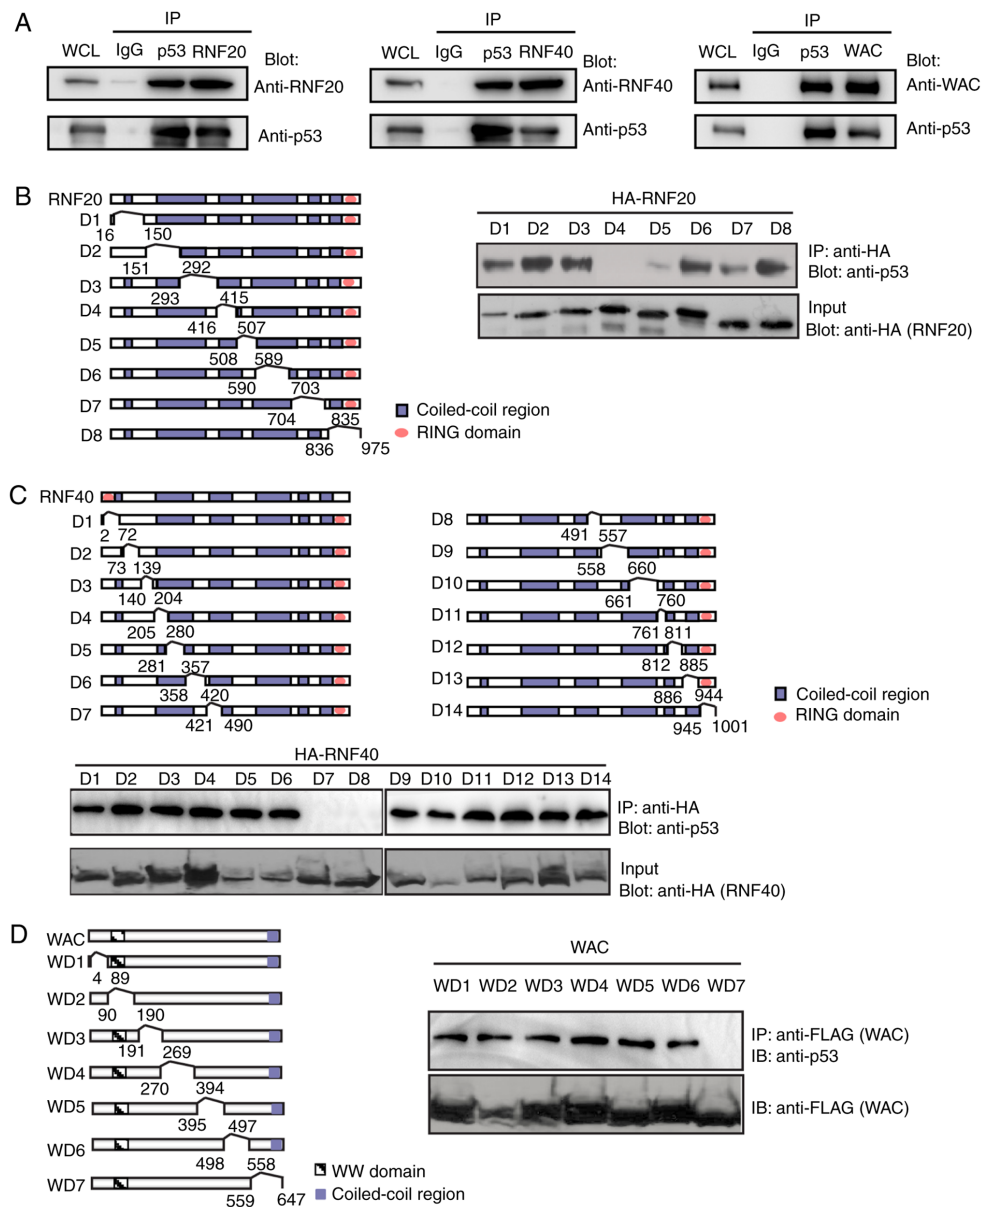 A
IP
WCL IgG p53 RNF20 Blot:
Anti-RNF20
Anti-p53
IP
WCL IgG p53 RNF40 Blot:
Anti-RNF40
Anti-p53
IP
WCL IgG p53 WAC Blot:
Anti-WAC
Anti-p53
B
RNF20
D1
16 150
D2
151 292
D3
293 415
D4
416 507
D5
508 589
D6
590 703
D7
704 835
D8
836 975
Coiled-coil region
RING domain
HA-RNF20
D1 D2 D3 D4 D5 D6 D7 D8
IP: anti-HA
Blot: anti-p53
Input
Blot: anti-HA (RNF20)
C
RNF40
D1
2 72
D2
73 139
D3
140 204
D4
205 280
D5
281 357
D6
358 420
D7
421 490
D8
491 557
D9
558 660
D10
661 760
D11
761 811
D12
812 885
D13
886 944
D14
945 1001
Coiled-coil region
RING domain
HA-RNF40
D1 D2 D3 D4 D5 D6 D7 D8 D9 D10 D11 D12 D13 D14
IP: anti-HA
Blot: anti-p53
Input
Blot: anti-HA (RNF40)
D
WAC
WD1
4 89
WD2
90 190
WD3
191 269
WD4
270 394
WD5
395 497
WD6
498 558
WD7
559 647
WW domain
Coiled-coil region
WAC
WD1 WD2 WD3 WD4 WD5 WD6 WD7
IP: anti-FLAG (WAC)
IB: anti-p53
IB: anti-FLAG (WAC)